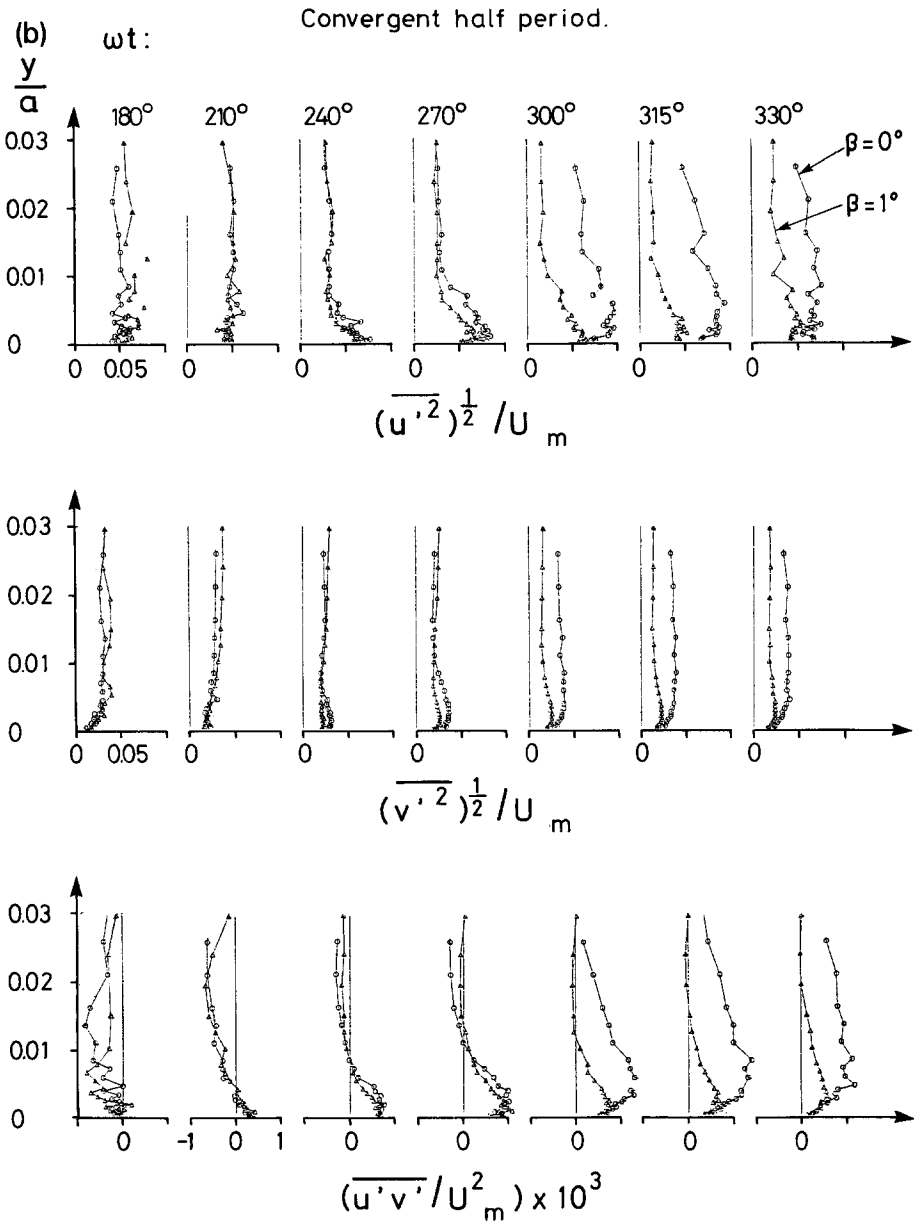 Convergent half period.
(b) ωt:
y/a
180° 210° 240° 270° 300° 315° 330°
β=0°
β=1°
0.03
0.02
0.01
0
0 0.05 0 0 0 0 0 0
(u'²)^½ / U_m
0.03
0.02
0.01
0
0 0.05 0 0 0 0 0 0
(v'²)^½ / U_m
0.03
0.02
0.01
0
0 -1 0 1 0 0 0 0 0
(u'v'/U²_m) x 10³